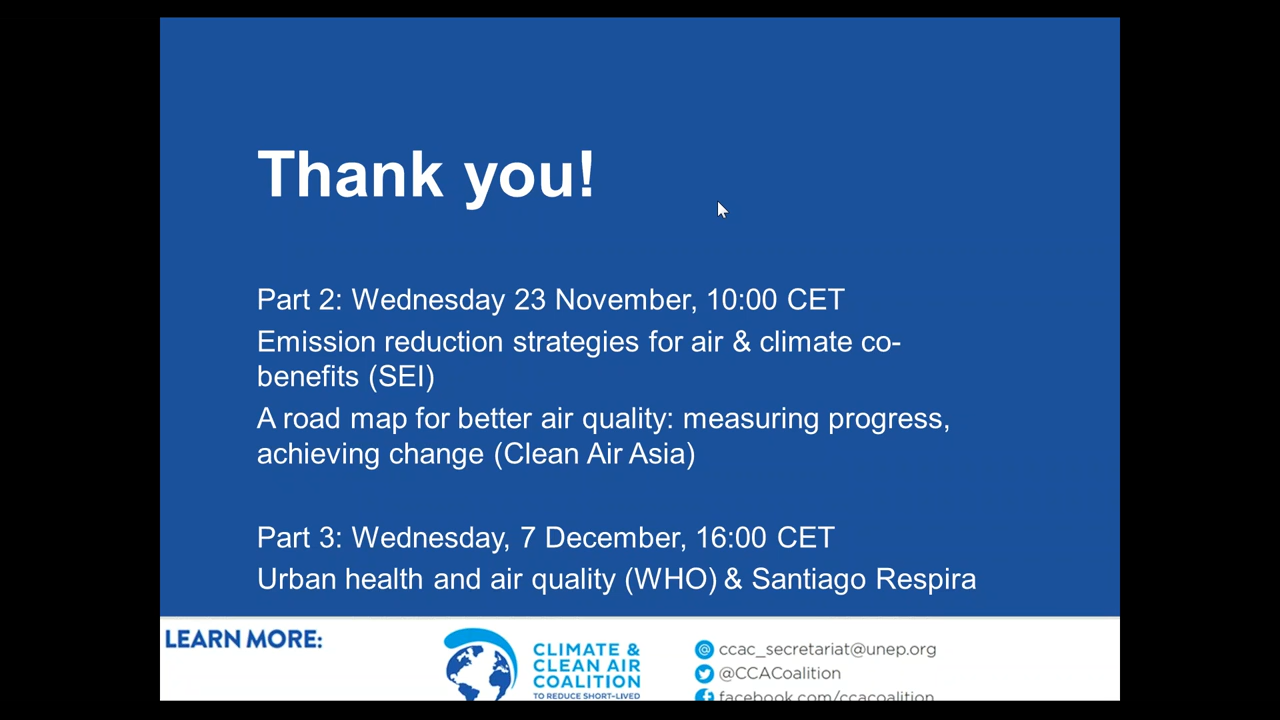 Thank you!
Part 2: Wednesday 23 November, 10:00 CET
Emission reduction strategies for air & climate co-
benefits (SEI)
A road map for better air quality: measuring progress,
achieving change (Clean Air Asia)
Part 3: Wednesday, 7 December, 16:00 CET
Urban health and air quality (WHO) & Santiago Respira
LEARN MORE:
CLIMATE &
CLEAN AIR
COALITION
TO REDUCE SHORT-LIVED
ccac_secretariat@unep.org
@CCACoalition
facebook.com/ccacoalition